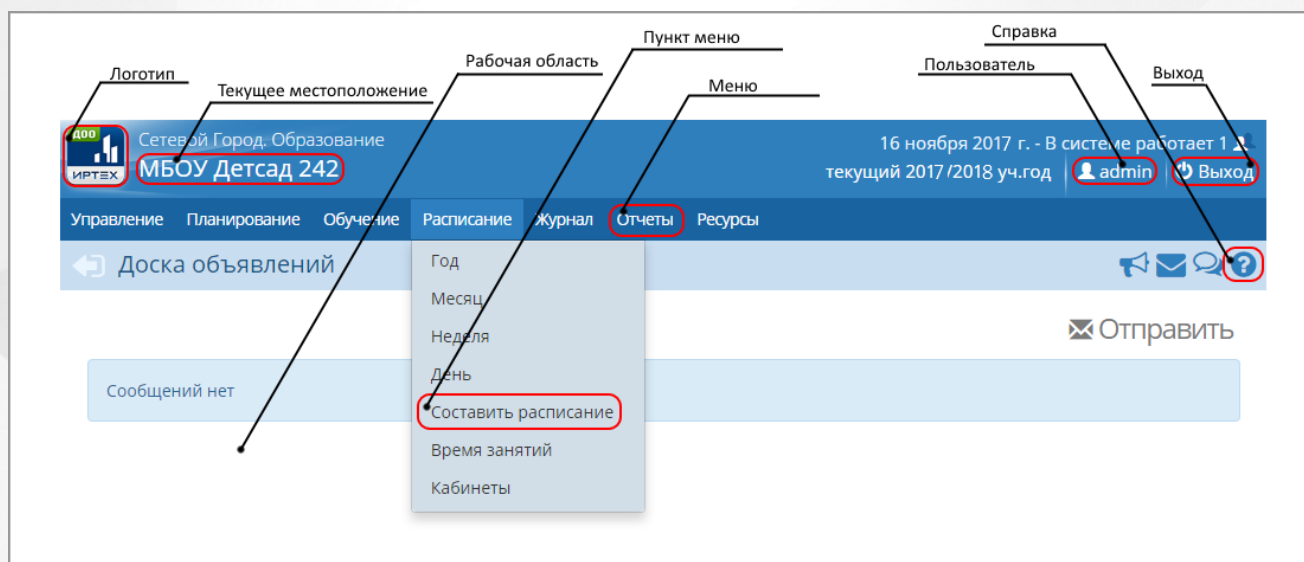 Пункт меню
Справка
Рабочая область
Пользователь
Логотип
Текущее местоположение
Меню
Выход
ДОО
ИРТЕХ
Сетевой Город. Образование
МБОУ Детсад 242
16 ноября 2017 г. - В системе работает 1
текущий 2017/2018 уч.год
admin
Выход
Управление Планирование Обучение Расписание Журнал Отчеты Ресурсы
Доска объявлений
Год
Месяц
Неделя
День
Составить расписание
Время занятий
Кабинеты
Отправить
Сообщений нет